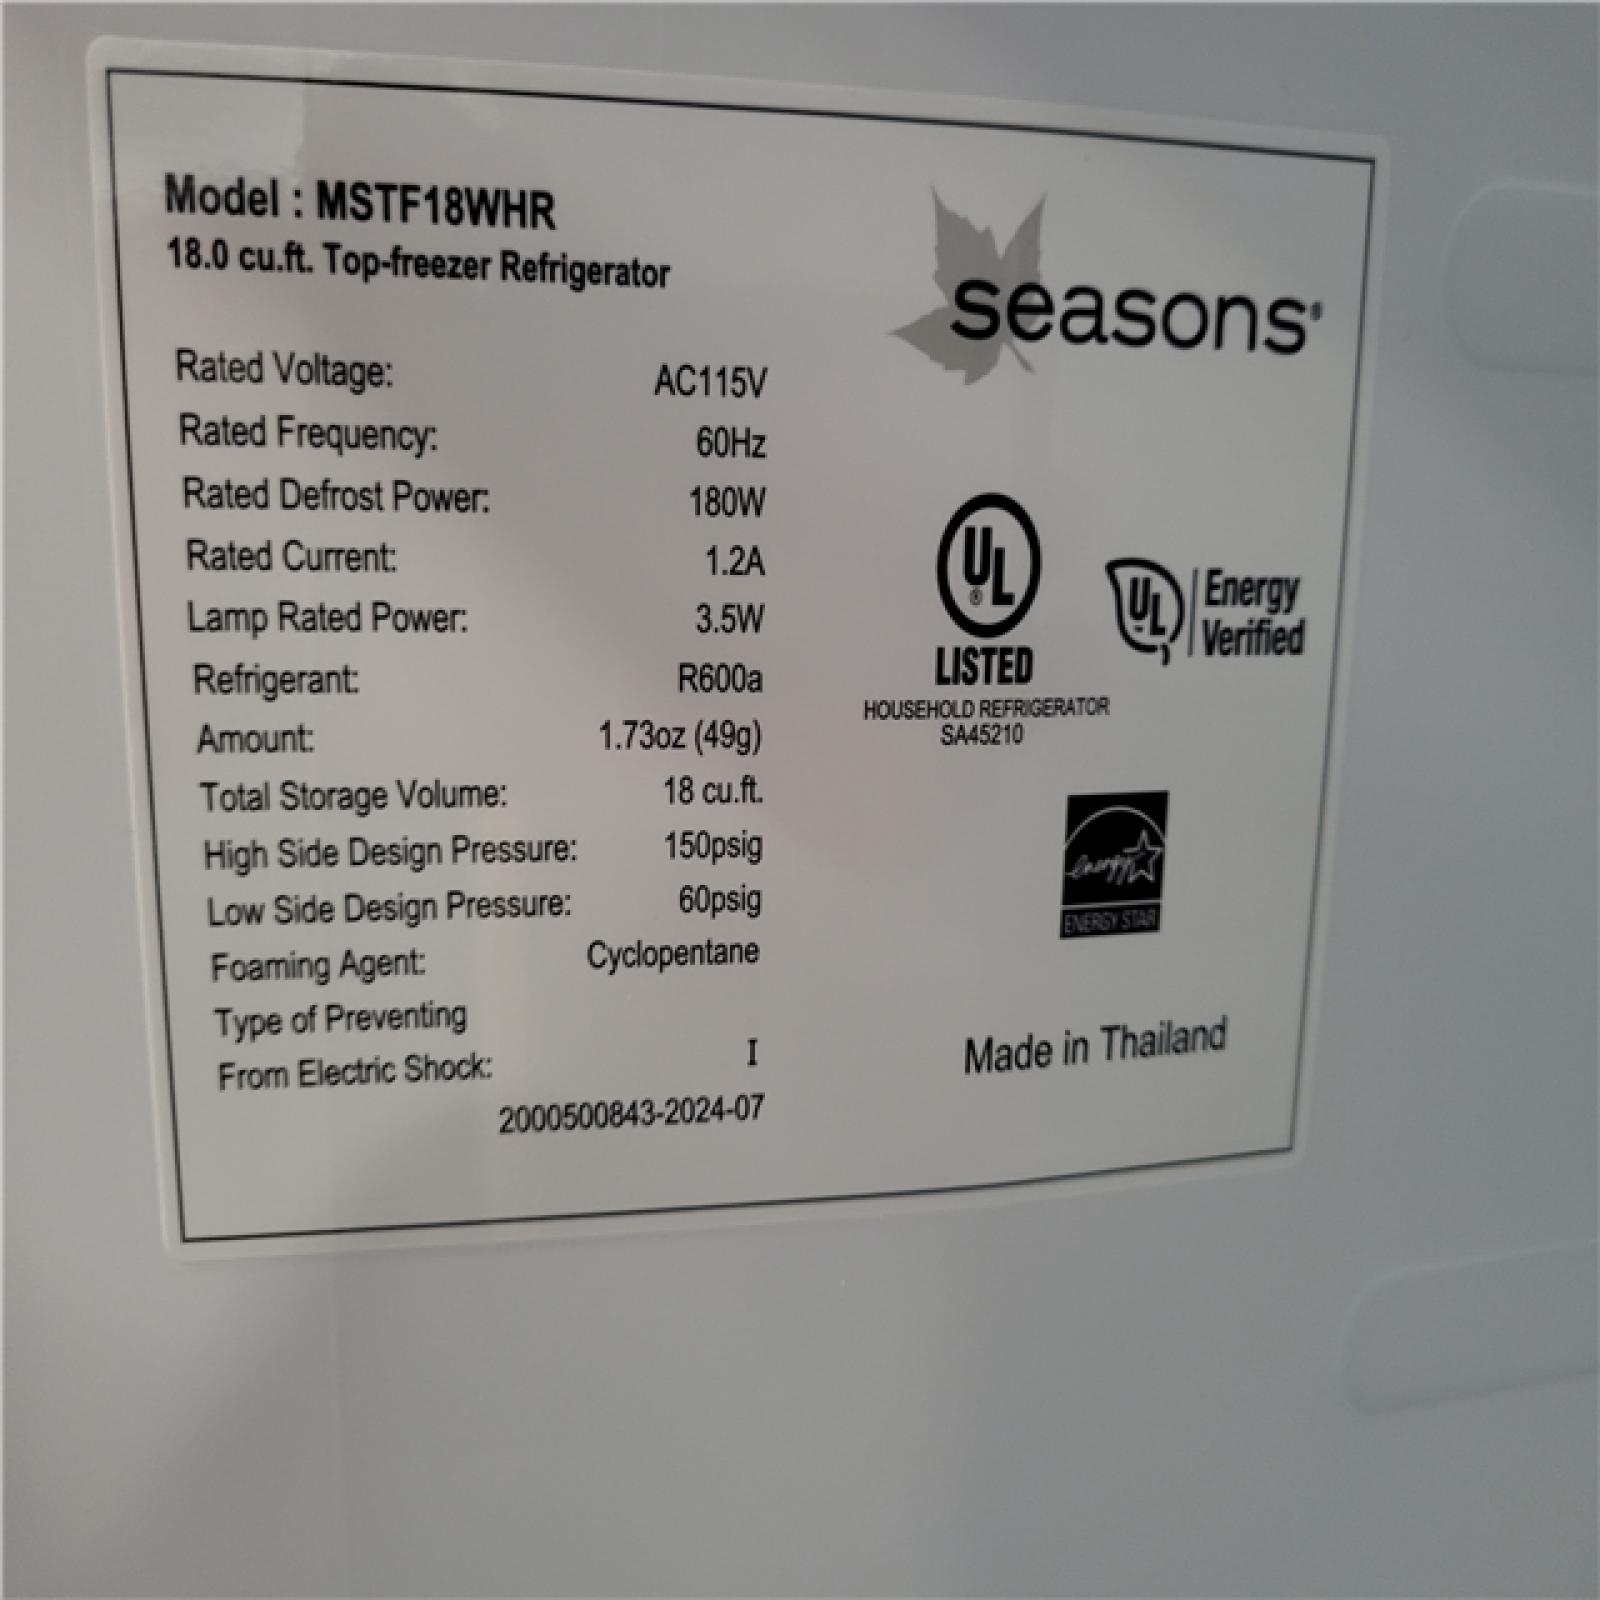 Model : MSTF18WHR
18.0 cu.ft. Top-freezer Refrigerator
seasons®
Rated Voltage: AC115V
Rated Frequency: 60Hz
Rated Defrost Power: 180W
Rated Current: 1.2A
Lamp Rated Power: 3.5W
Refrigerant: R600a
Amount: 1.73oz (49g)
Total Storage Volume: 18 cu.ft.
High Side Design Pressure: 150psig
Low Side Design Pressure: 60psig
Foaming Agent: Cyclopentane
Type of Preventing
From Electric Shock: I
2000500843-2024-07
UL ®
LISTED
HOUSEHOLD REFRIGERATOR
SA45210
UL Energy
Verified
energy
ENERGY STAR
Made in Thailand